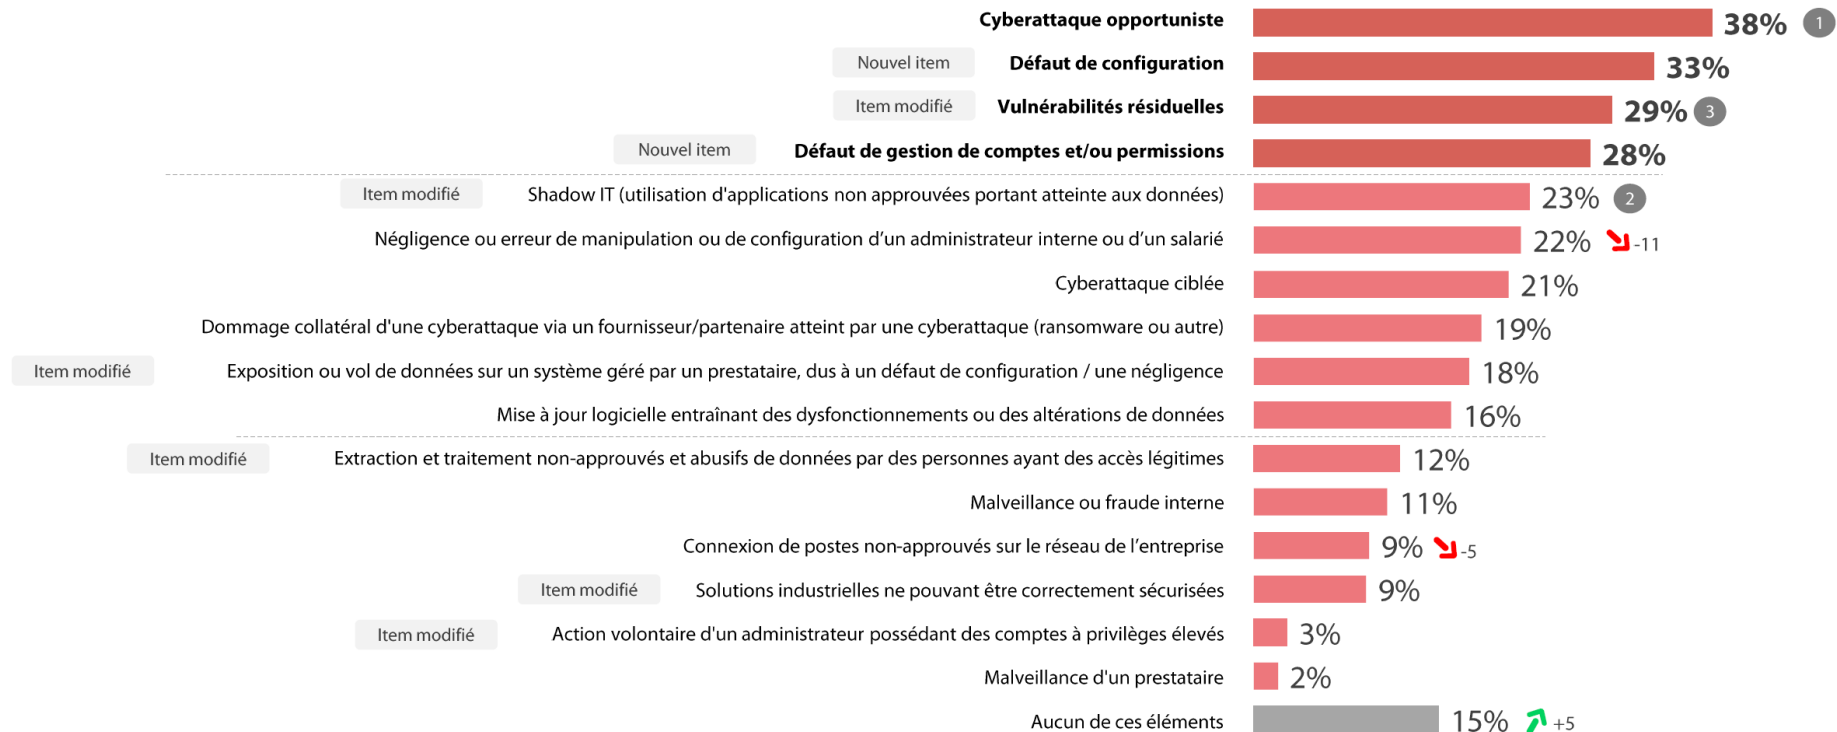 Cyberattaque opportuniste 38% 1
Nouvel item Défaut de configuration 33%
Item modifié Vulnérabilités résiduelles 29% 3
Nouvel item Défaut de gestion de comptes et/ou permissions 28%
Item modifié Shadow IT (utilisation d'applications non approuvées portant atteinte aux données) 23% 2
Négligence ou erreur de manipulation ou de configuration d’un administrateur interne ou d’un salarié 22% -11
Cyberattaque ciblée 21%
Dommage collatéral d'une cyberattaque via un fournisseur/partenaire atteint par une cyberattaque (ransomware ou autre) 19%
Item modifié Exposition ou vol de données sur un système géré par un prestataire, dus à un défaut de configuration / une négligence 18%
Mise à jour logicielle entraînant des dysfonctionnements ou des altérations de données 16%
Item modifié Extraction et traitement non-approuvés et abusifs de données par des personnes ayant des accès légitimes 12%
Malveillance ou fraude interne 11%
Connexion de postes non-approuvés sur le réseau de l’entreprise 9% -5
Item modifié Solutions industrielles ne pouvant être correctement sécurisées 9%
Item modifié Action volontaire d'un administrateur possédant des comptes à privilèges élevés 3%
Malveillance d'un prestataire 2%
Aucun de ces éléments 15% +5